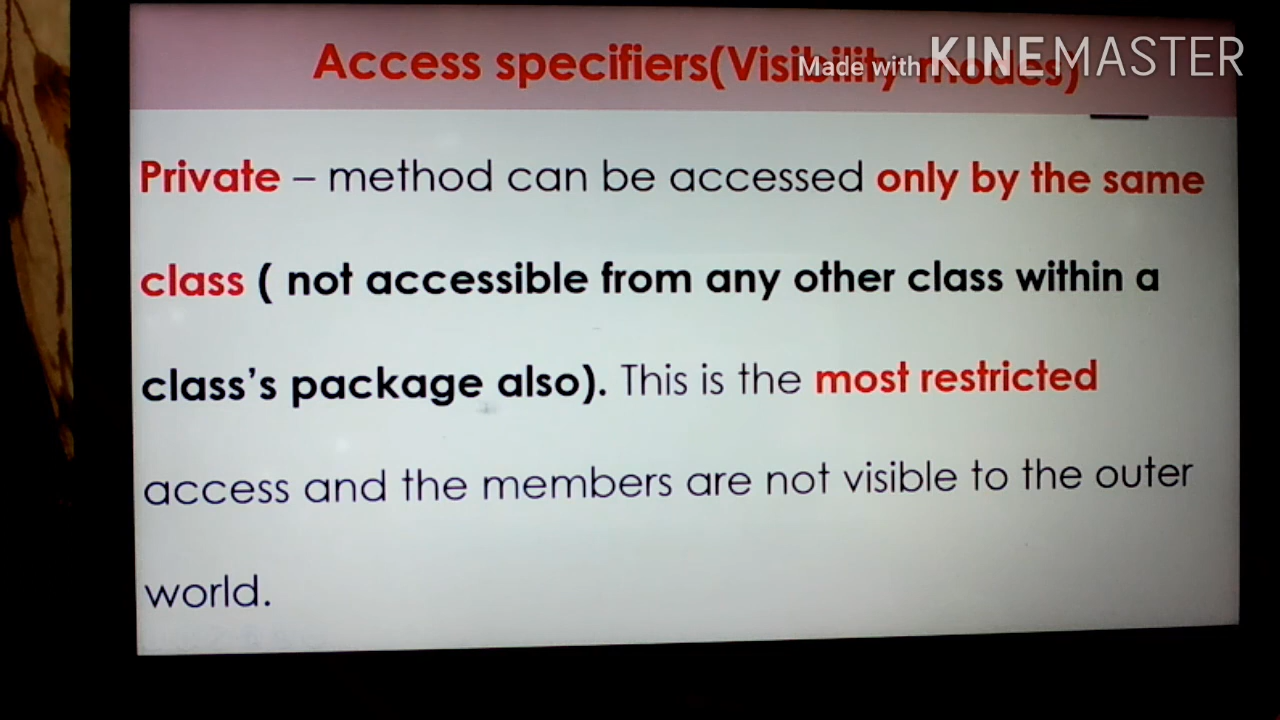 Access specifiers(Visibility modes)
Made with KINEMASTER
Private – method can be accessed only by the same
class ( not accessible from any other class within a
class's package also). This is the most restricted
access and the members are not visible to the outer
world.